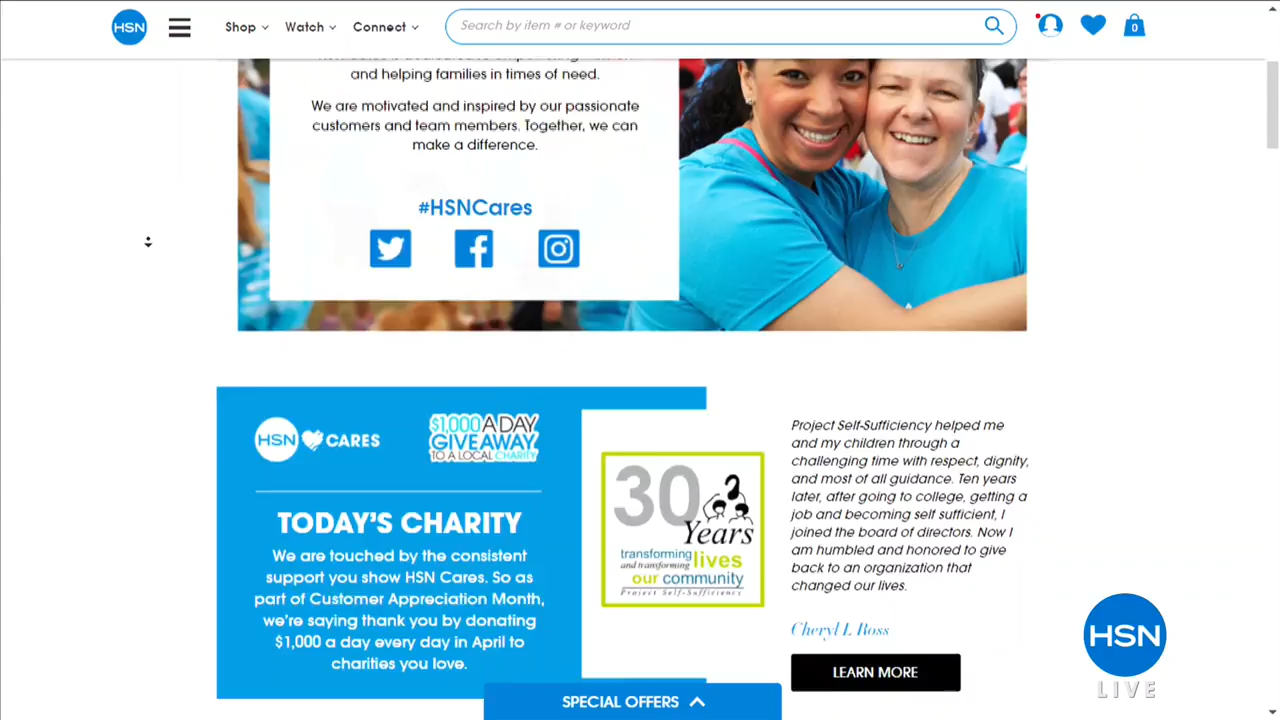 HSN
Shop
Watch
Connect
Search by item # or keyword
0
and helping families in times of need.
We are motivated and inspired by our passionate
customers and team members. Together, we can
make a difference.
#HSNCares
HSN CARES
$1,000 A DAY
GIVEAWAY
TO A LOCAL CHARITY
TODAY'S CHARITY
We are touched by the consistent
support you show HSN Cares. So as
part of Customer Appreciation Month,
we're saying thank you by donating
$1,000 a day every day in April to
charities you love.
30
Years
transforming lives
and transforming
our community
Project Self-Sufficiency
Project Self-Sufficiency helped me
and my children through a
challenging time with respect, dignity,
and most of all guidance. Ten years
later, after going to college, getting a
job and becoming self sufficient, I
joined the board of directors. Now I
am humbled and honored to give
back to an organization that
changed our lives.
Cheryl L Ross
LEARN MORE
SPECIAL OFFERS
HSN
LIVE